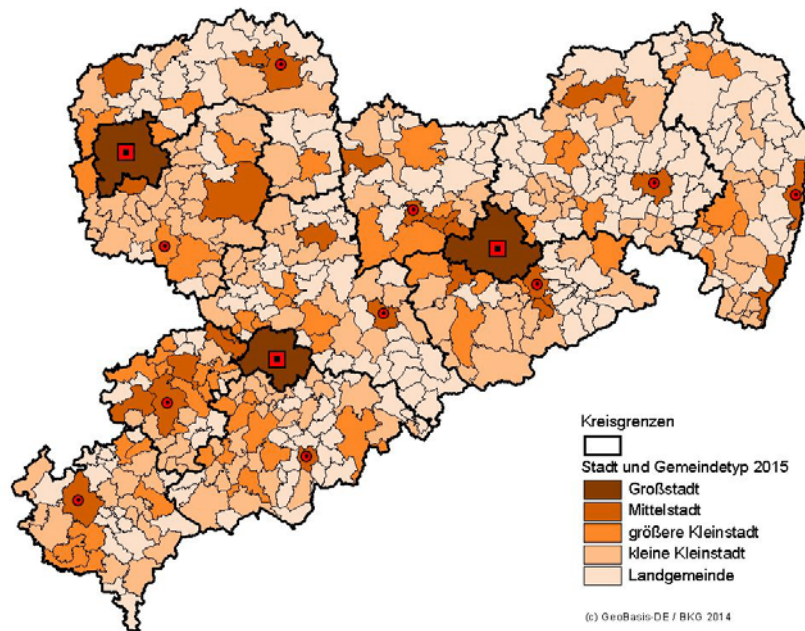 Kreisgrenzen
Stadt und Gemeindetyp 2015
Großstadt
Mittelstadt
größere Kleinstadt
kleine Kleinstadt
Landgemeinde
(c) GeoBasis-DE / BKG 2014